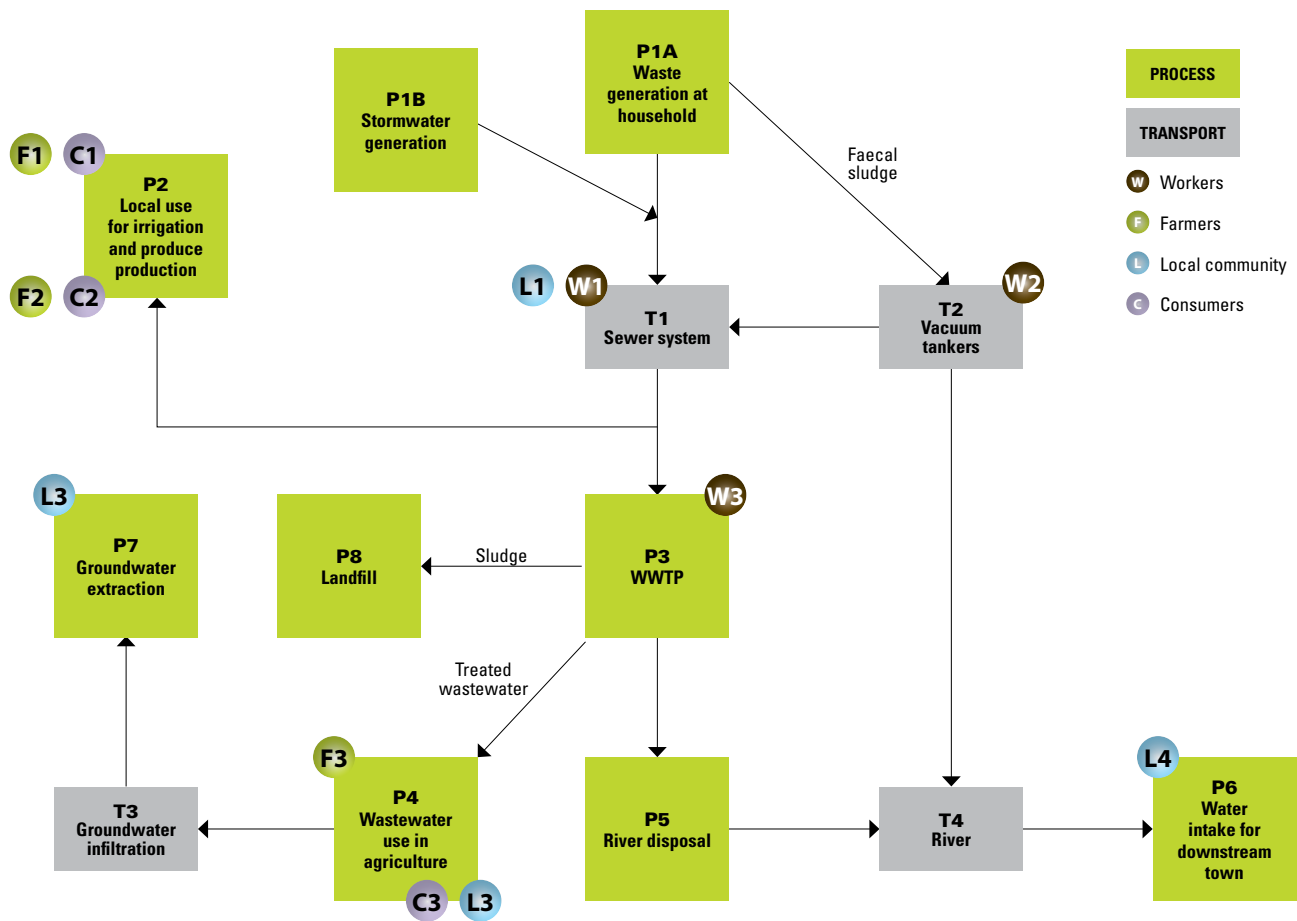 P1A
Waste
generation at
household
P1B
Stormwater
generation
PROCESS
TRANSPORT
W Workers
F Farmers
L Local community
C Consumers
Faecal
sludge
F1
C1
P2
Local use
for irrigation
and produce
production
F2
C2
L1
W1
T1
Sewer system
W2
T2
Vacuum
tankers
L3
P7
Groundwater
extraction
P8
Landfill
Sludge
W3
P3
WWTP
Treated
wastewater
T3
Groundwater
infiltration
F3
P4
Wastewater
use in
agriculture
C3
L3
P5
River disposal
T4
River
L4
P6
Water
intake for
downstream
town